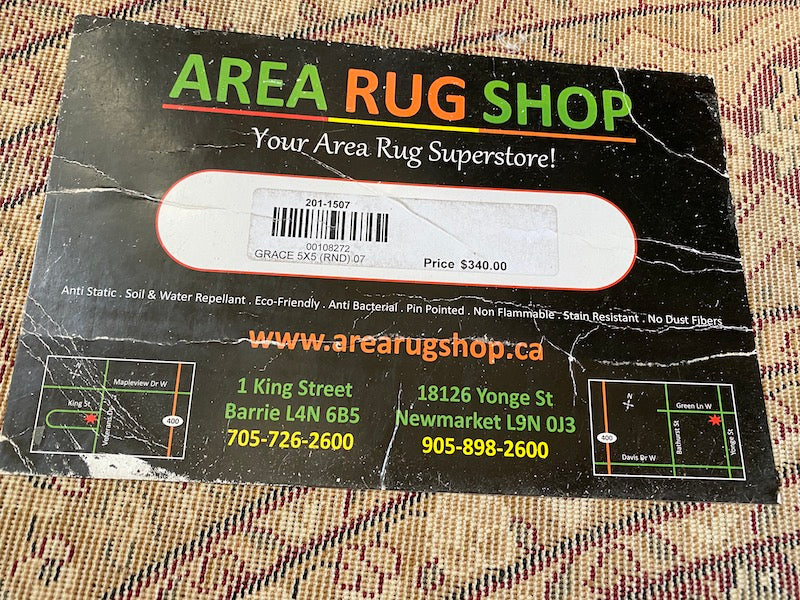 AREA RUG SHOP
Your Area Rug Superstore!
201-1507
00108272
GRACE 5X5 (RND) 07
Price $340.00
Anti Static . Soil & Water Repellant . Eco-Friendly . Anti Bacterial . Pin Pointed . Non Flammable . Stain Resistant . No Dust Fibers
www.arearugshop.ca
1 King Street
Barrie L4N 6B5
705-726-2600
18126 Yonge St
Newmarket L9N 0J3
905-898-2600
Mapleview Dr W
King St
Veterans Dr
400
N
Green Ln W
400
Bathurst St
Yonge St
Davis Dr W